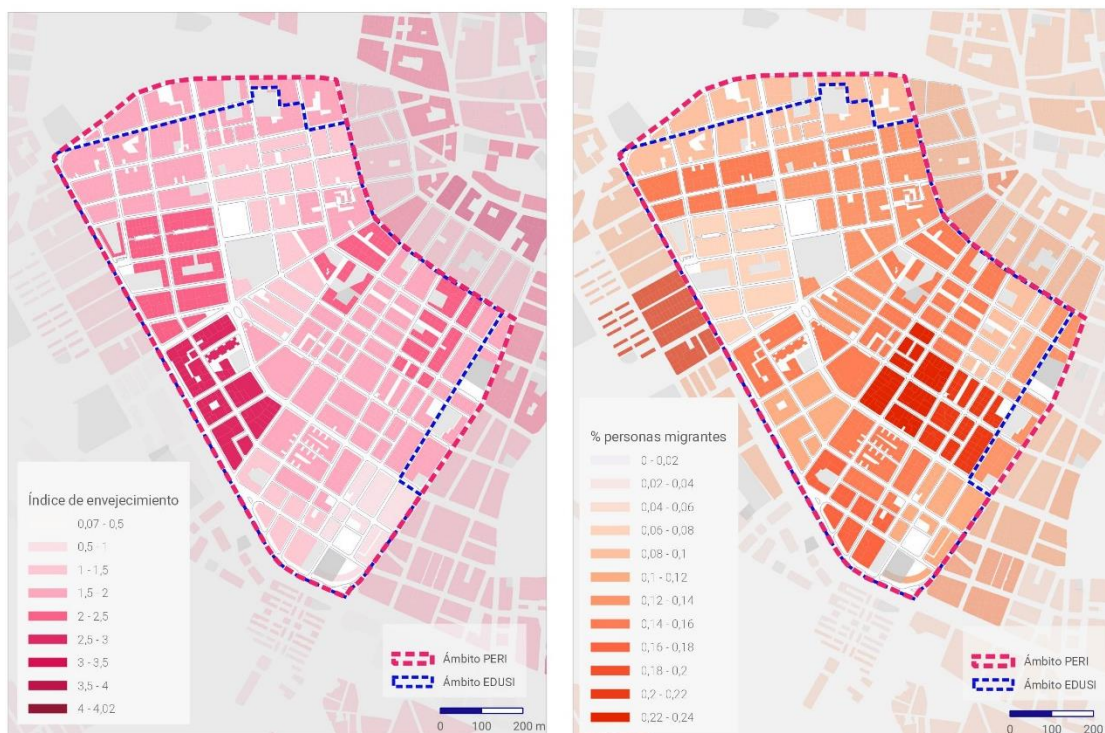 Índice de envejecimiento
0,07 - 0,5
0,5 - 1
1 - 1,5
1,5 - 2
2 - 2,5
2,5 - 3
3 - 3,5
3,5 - 4
4 - 4,02
Ámbito PERI
Ámbito EDUSI
0 100 200 m
% personas migrantes
0 - 0,02
0,02 - 0,04
0,04 - 0,06
0,06 - 0,08
0,08 - 0,1
0,1 - 0,12
0,12 - 0,14
0,14 - 0,16
0,16 - 0,18
0,18 - 0,2
0,2 - 0,22
0,22 - 0,24
Ámbito PERI
Ámbito EDUSI
0 100 200